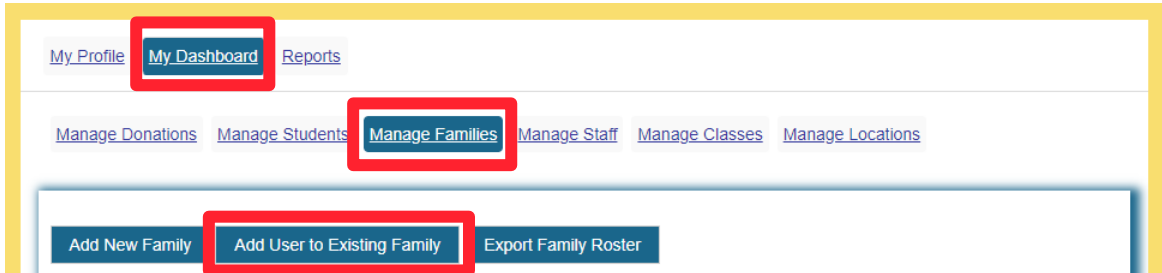 My Profile My Dashboard Reports
Manage Donations Manage Students Manage Families Manage Staff Manage Classes Manage Locations
Add New Family Add User to Existing Family Export Family Roster